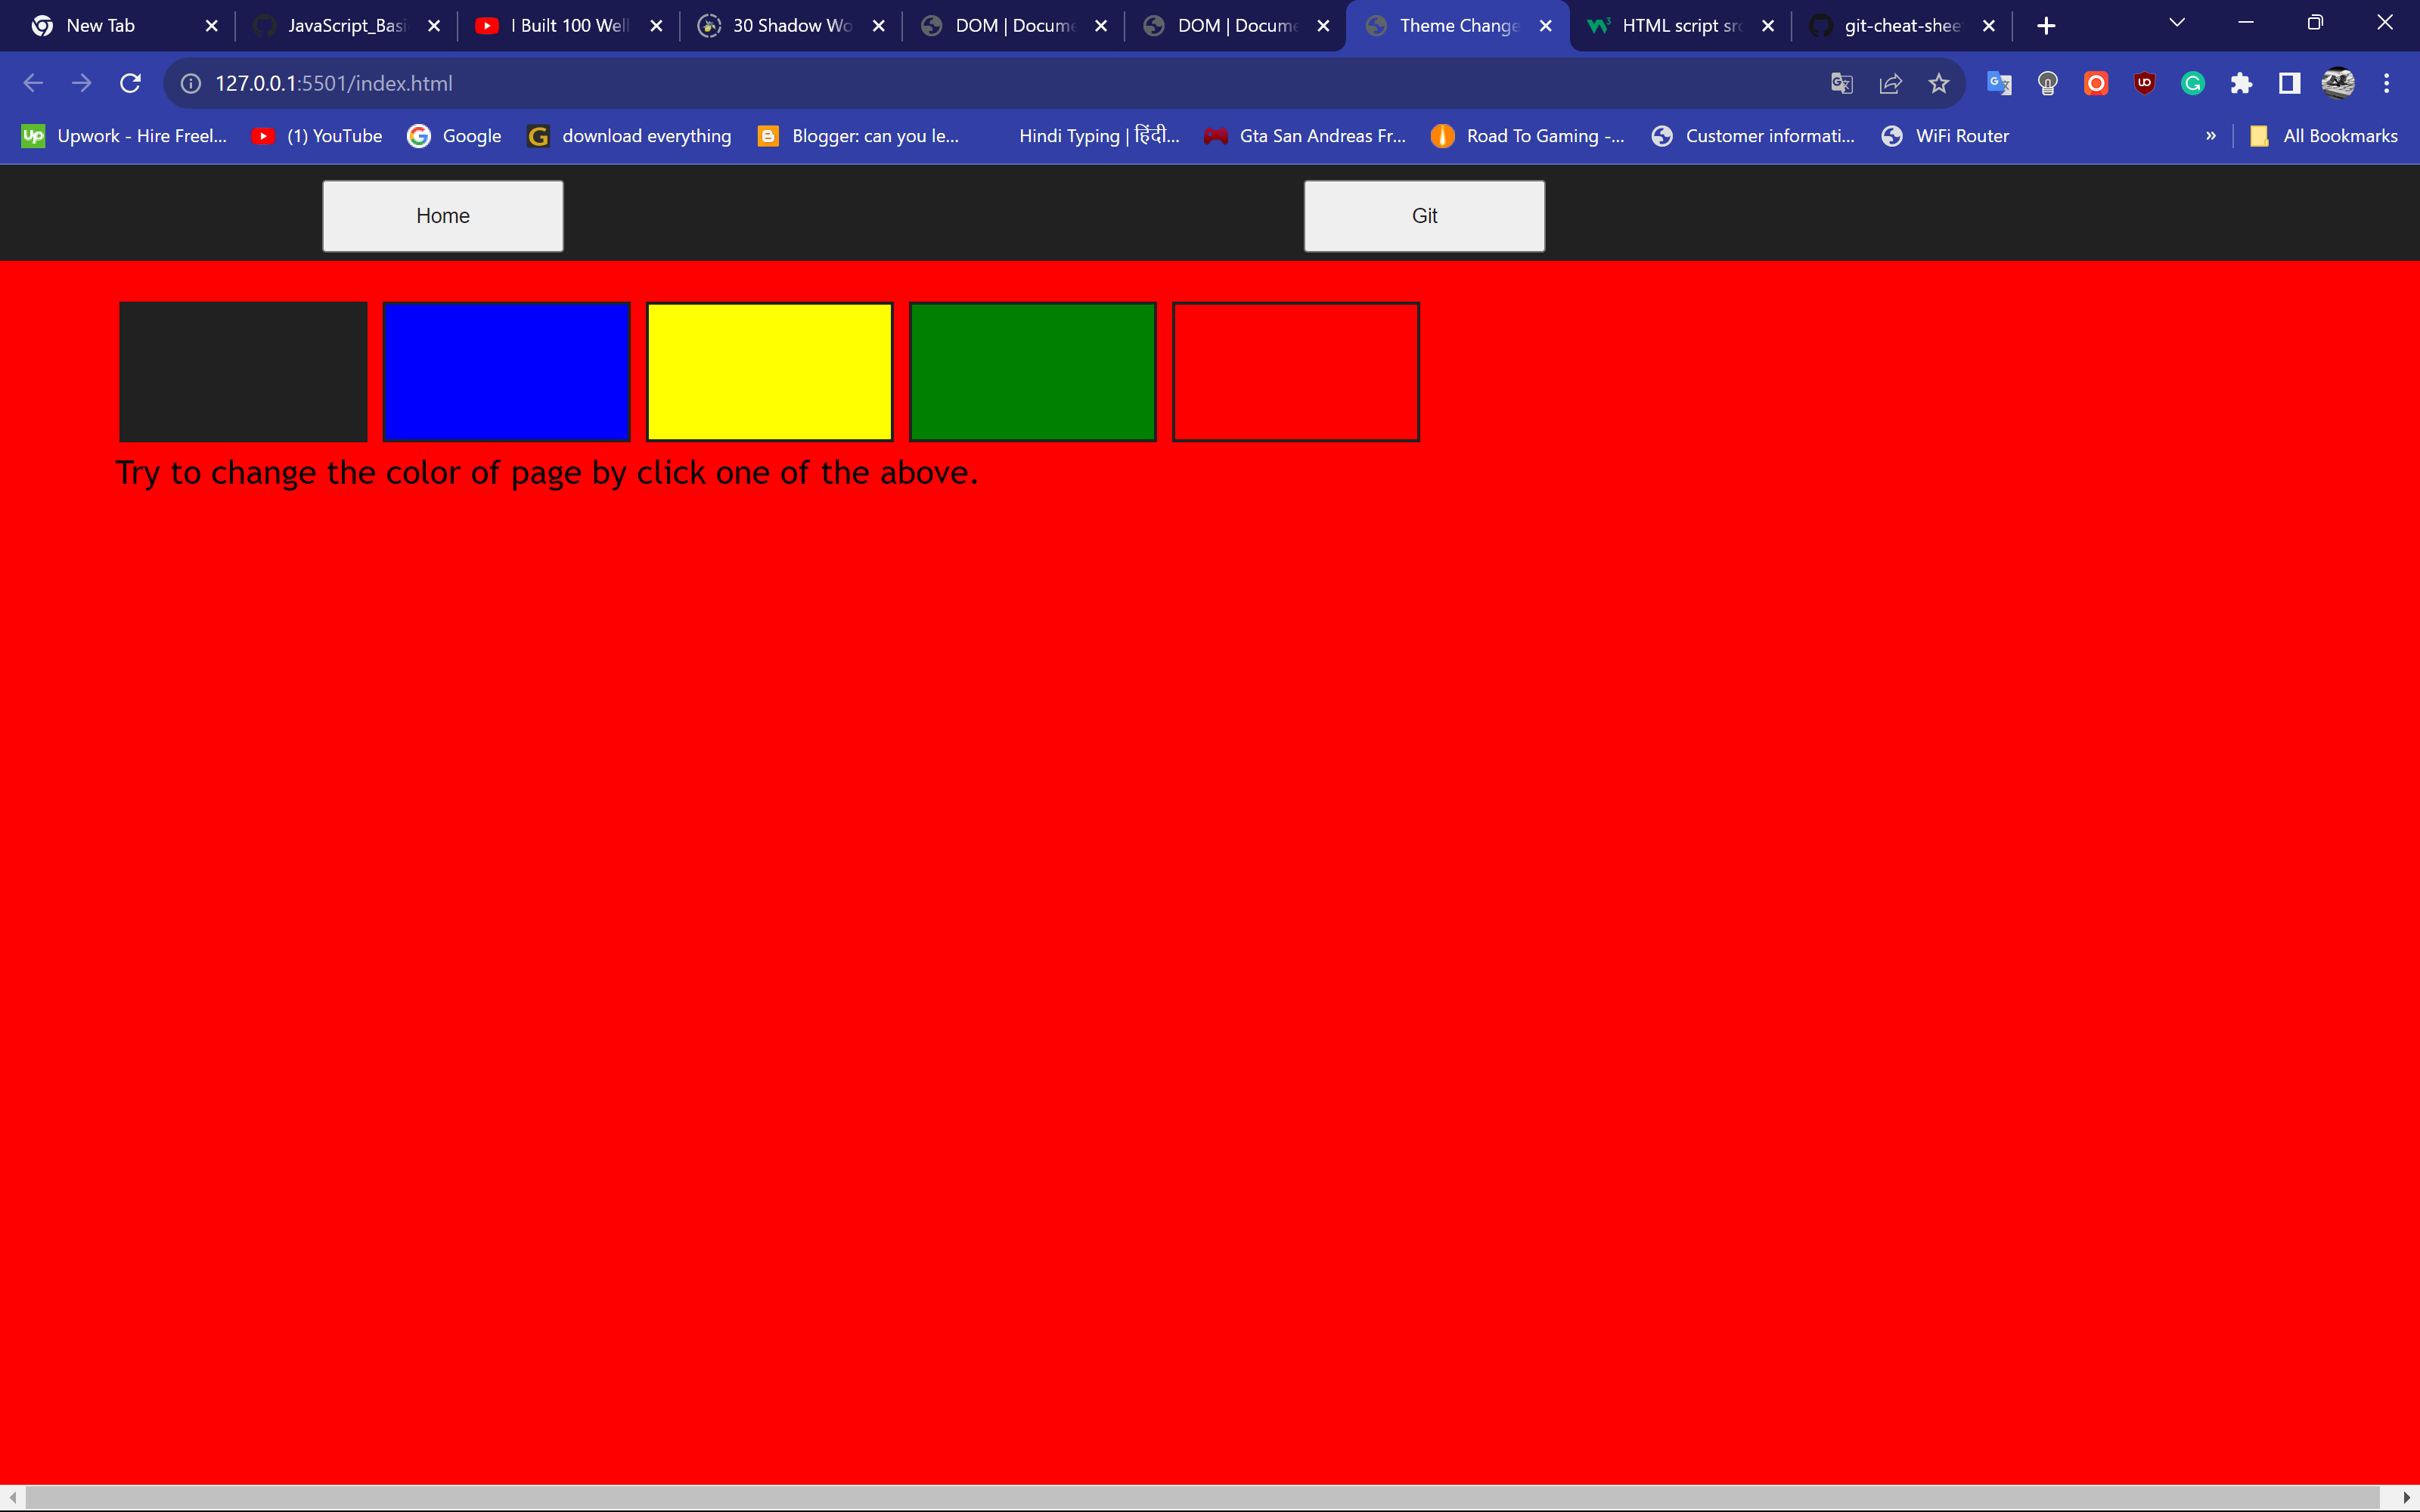 New Tab
JavaScript_Basi
I Built 100 Well
30 Shadow Wo
DOM | Docume
DOM | Docume
Theme Change
HTML script src
git-cheat-shee
127.0.0.1:5501/index.html
Upwork - Hire Freel...
(1) YouTube
Google
download everything
Blogger: can you le...
Hindi Typing | हिंदी...
Gta San Andreas Fr...
Road To Gaming -...
Customer informati...
WiFi Router
»
All Bookmarks
Home
Git
Try to change the color of page by click one of the above.